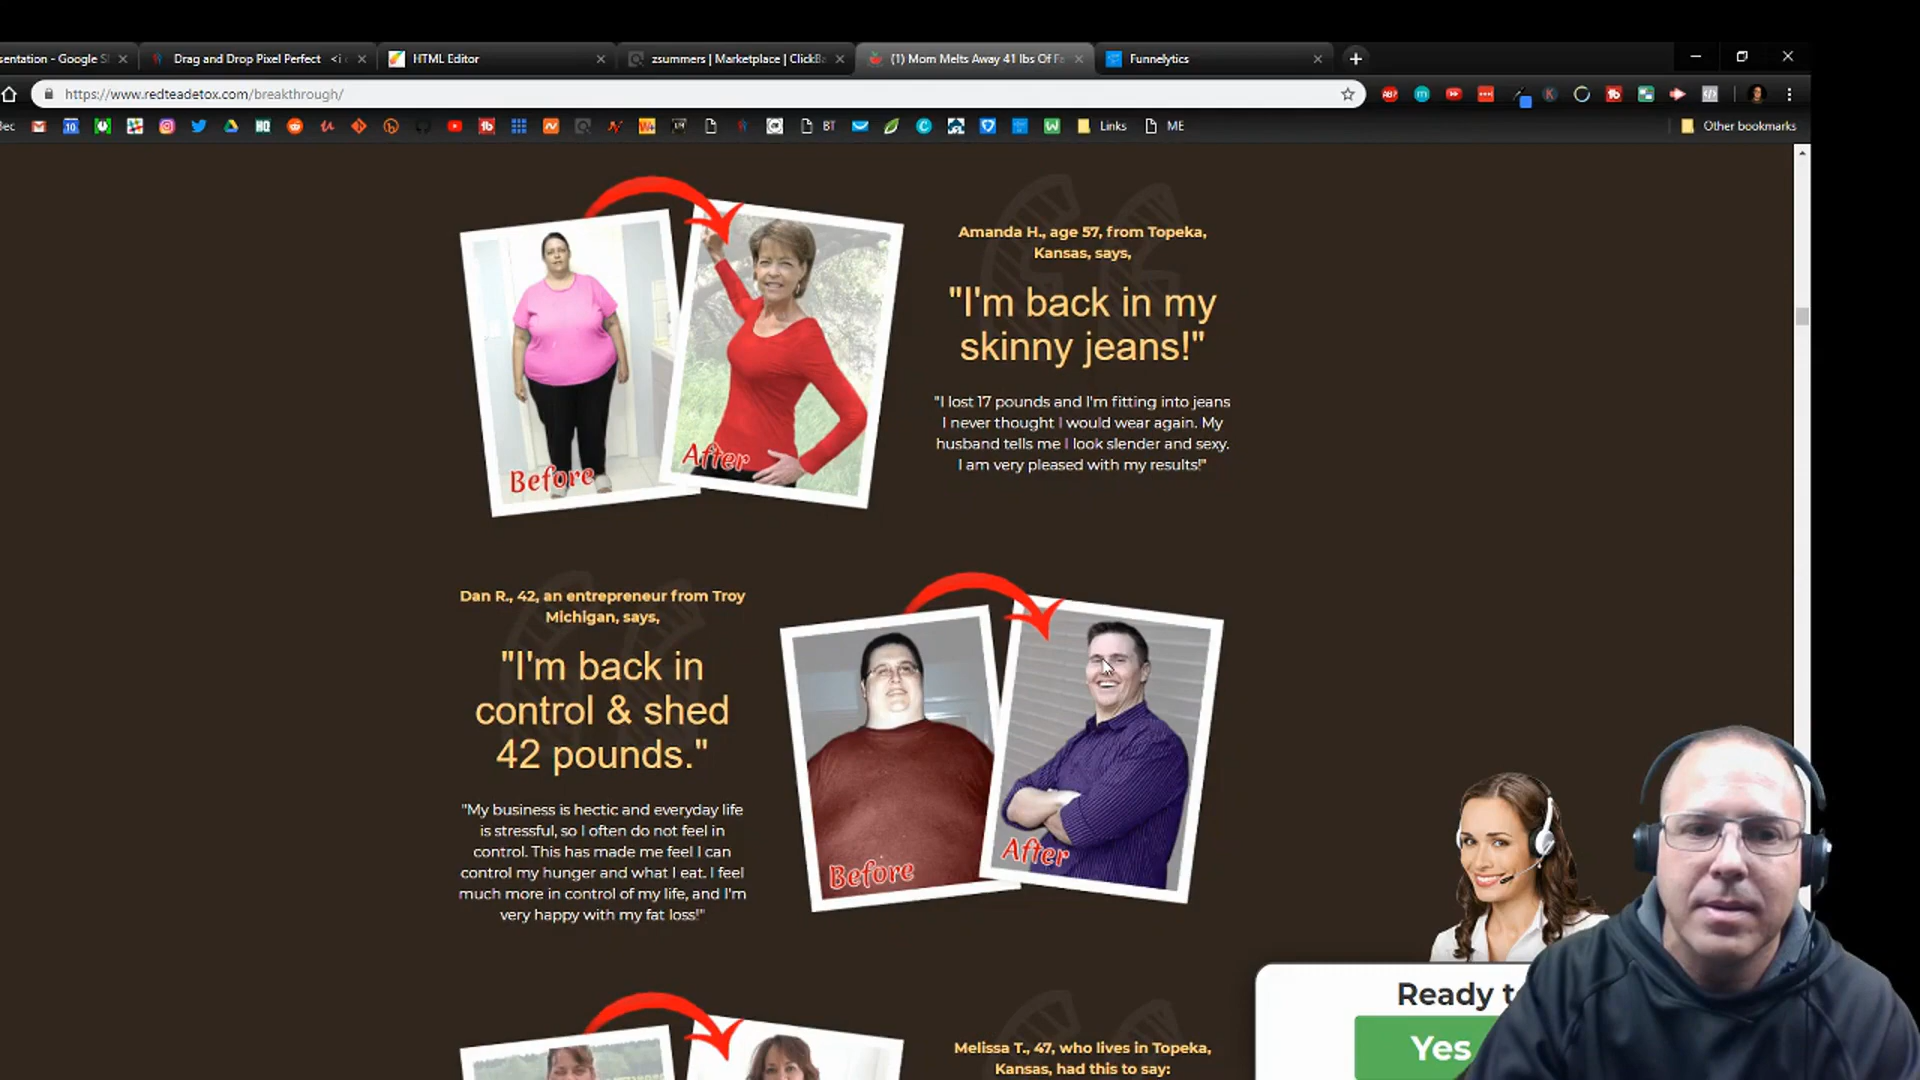 sentation - Google S
Drag and Drop Pixel Perfect <i c
HTML Editor
zsummers | Marketplace | ClickBa
(1) Mom Melts Away 41 lbs Of Fa
Funnelytics
https://www.redteadetox.com/breakthrough/
Bec
BT
Links
ME
Other bookmarks
Before
After
Amanda H., age 57, from Topeka,
Kansas, says,
"I'm back in my
skinny jeans!"
"I lost 17 pounds and I'm fitting into jeans
I never thought I would wear again. My
husband tells me I look slender and sexy.
I am very pleased with my results!"
Dan R., 42, an entrepreneur from Troy
Michigan, says,
"I'm back in
control & shed
42 pounds."
"My business is hectic and everyday life
is stressful, so I often do not feel in
control. This has made me feel I can
control my hunger and what I eat. I feel
much more in control of my life, and I'm
very happy with my fat loss!"
Before
After
Melissa T., 47, who lives in Topeka,
Kansas, had this to say:
Ready t
Yes